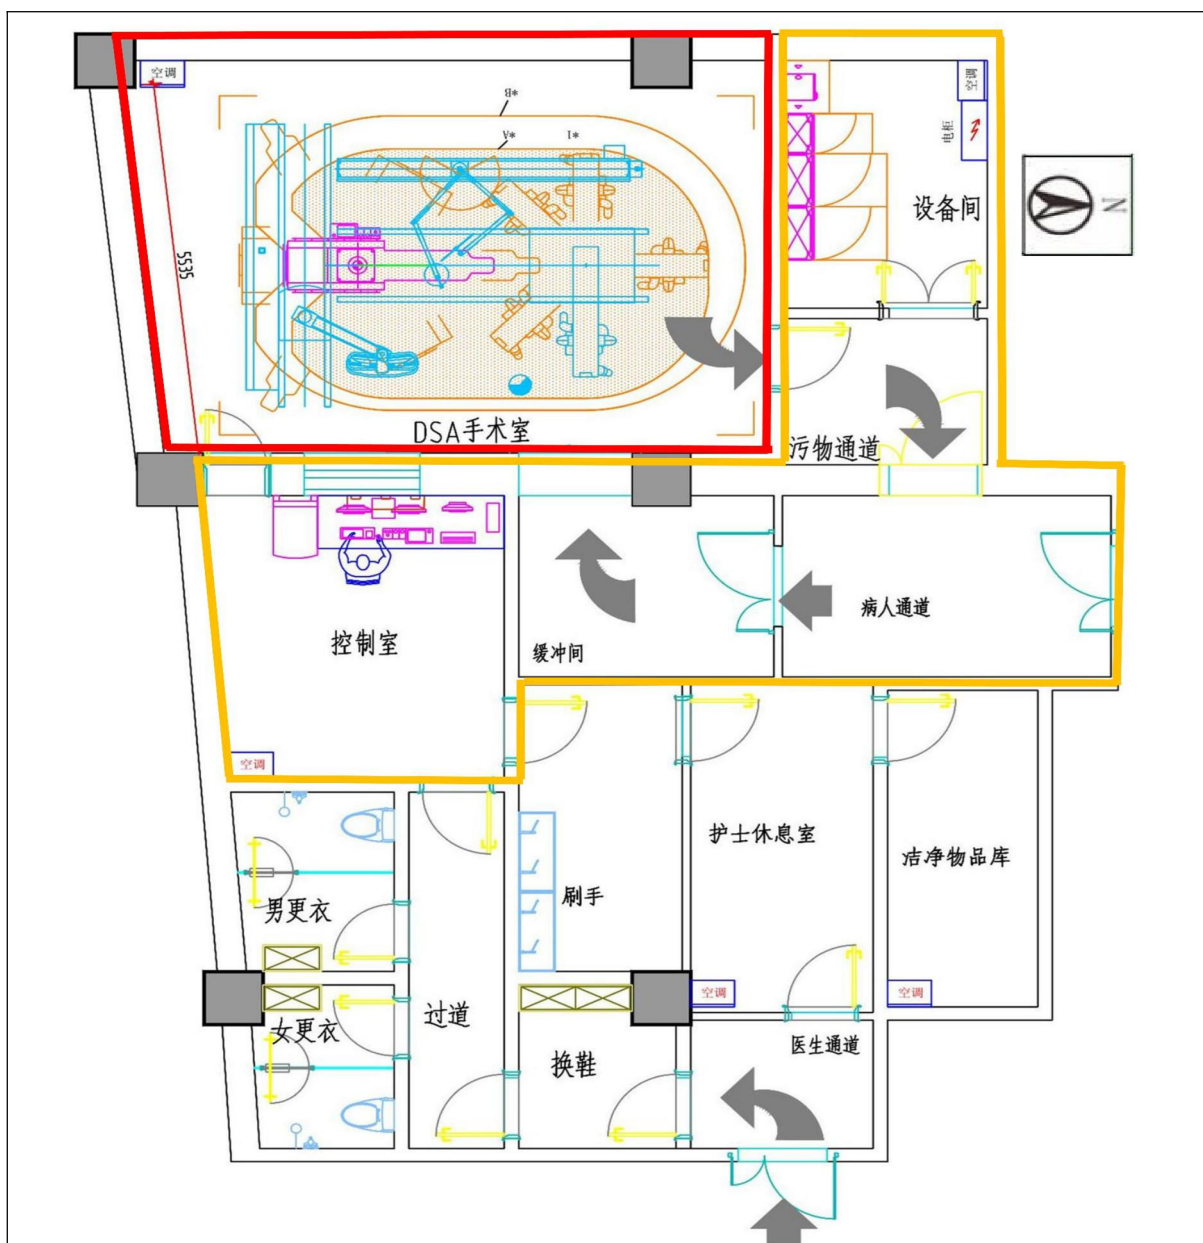 空调
空调
*B
*A
*1
电柜
N
设备间
5535
DSA手术室
污物通道
控制室
缓冲间
病人通道
空调
护士休息室
洁净物品库
刷手
男更衣
空调
空调
女更衣
过道
换鞋
医生通道